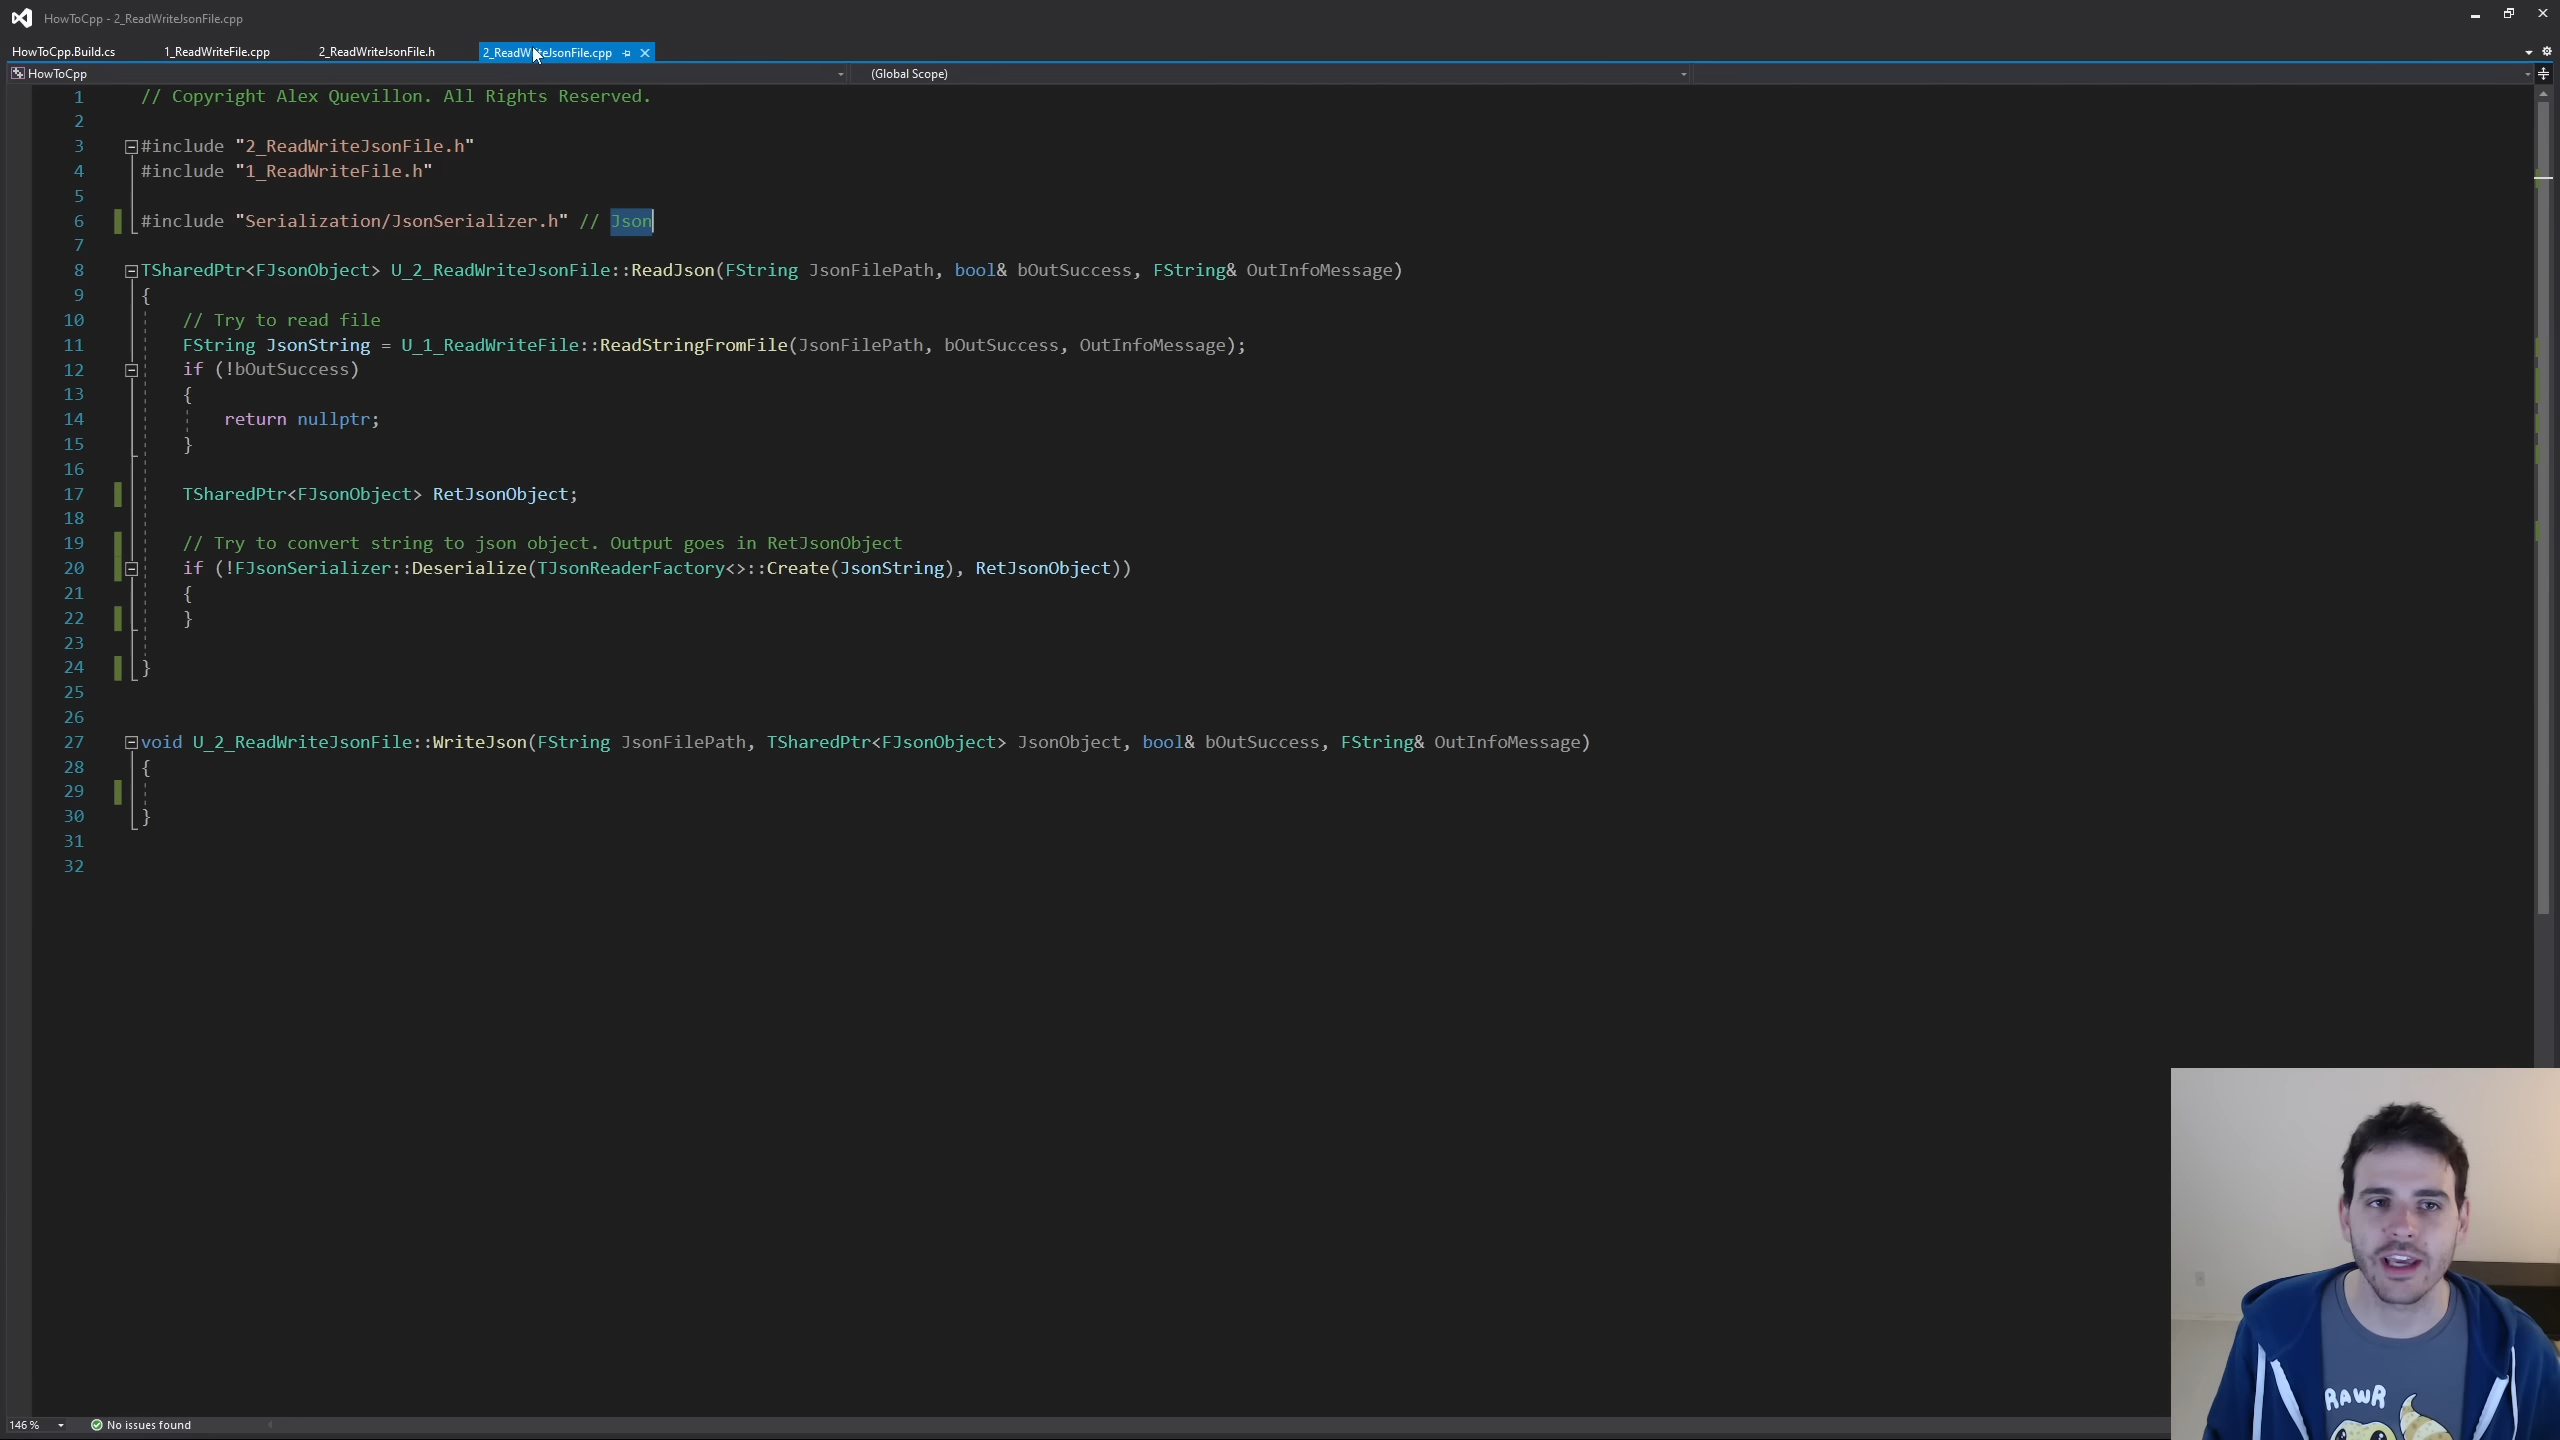 HowToCpp - 2_ReadWriteJsonFile.cpp
HowToCpp.Build.cs 1_ReadWriteFile.cpp 2_ReadWriteJsonFile.h 2_ReadWriteJsonFile.cpp
HowToCpp (Global Scope)
1 // Copyright Alex Quevillon. All Rights Reserved.
2
3 #include "2_ReadWriteJsonFile.h"
4 #include "1_ReadWriteFile.h"
5
6 #include "Serialization/JsonSerializer.h" // Json
7
8 TSharedPtr<FJsonObject> U_2_ReadWriteJsonFile::ReadJson(FString JsonFilePath, bool& bOutSuccess, FString& OutInfoMessage)
9 {
10 // Try to read file
11 FString JsonString = U_1_ReadWriteFile::ReadStringFromFile(JsonFilePath, bOutSuccess, OutInfoMessage);
12 if (!bOutSuccess)
13 {
14 return nullptr;
15 }
16
17 TSharedPtr<FJsonObject> RetJsonObject;
18
19 // Try to convert string to json object. Output goes in RetJsonObject
20 if (!FJsonSerializer::Deserialize(TJsonReaderFactory<>::Create(JsonString), RetJsonObject))
21 {
22 }
23
24 }
25
26
27 void U_2_ReadWriteJsonFile::WriteJson(FString JsonFilePath, TSharedPtr<FJsonObject> JsonObject, bool& bOutSuccess, FString& OutInfoMessage)
28 {
29
30 }
31
32
RAWR
146 % No issues found